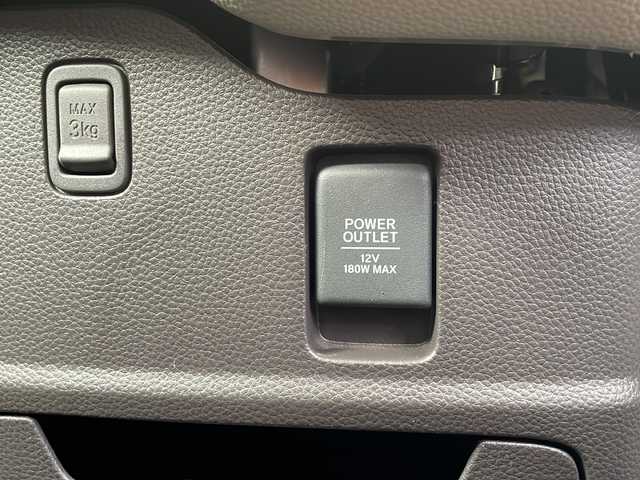 MAX
3kg
POWER
OUTLET
12V
180W MAX